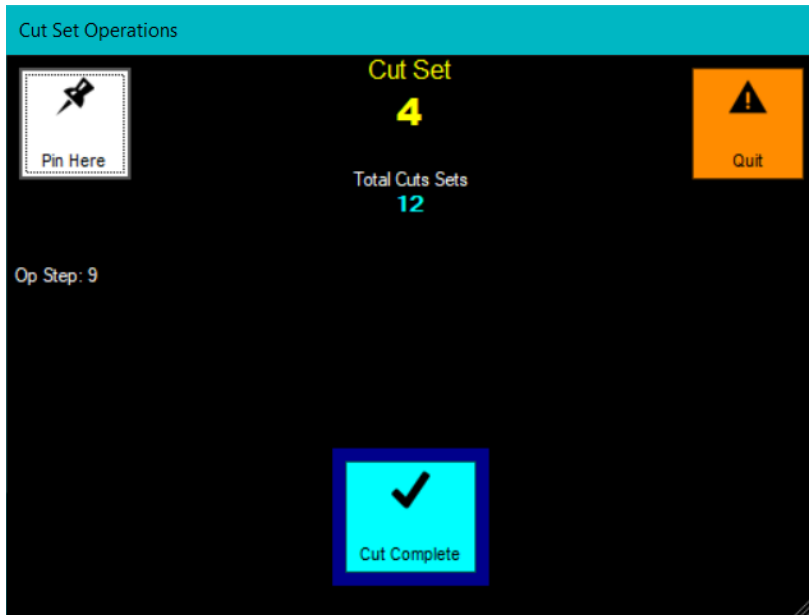 Cut Set Operations
Cut Set
4
Pin Here
Quit
Total Cuts Sets
12
Op Step: 9
Cut Complete